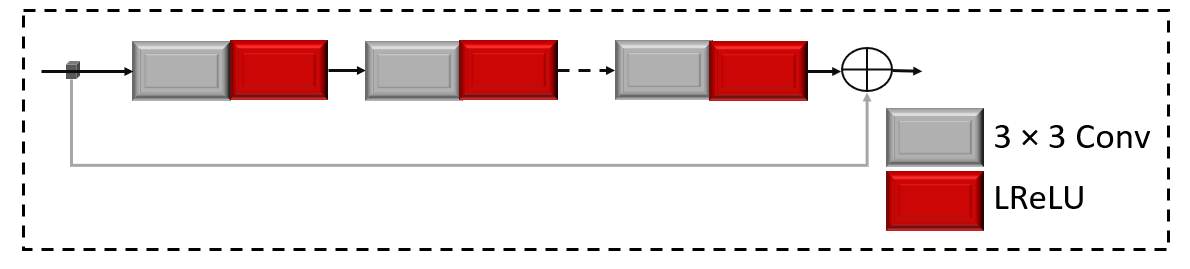 3 × 3 Conv
LReLU